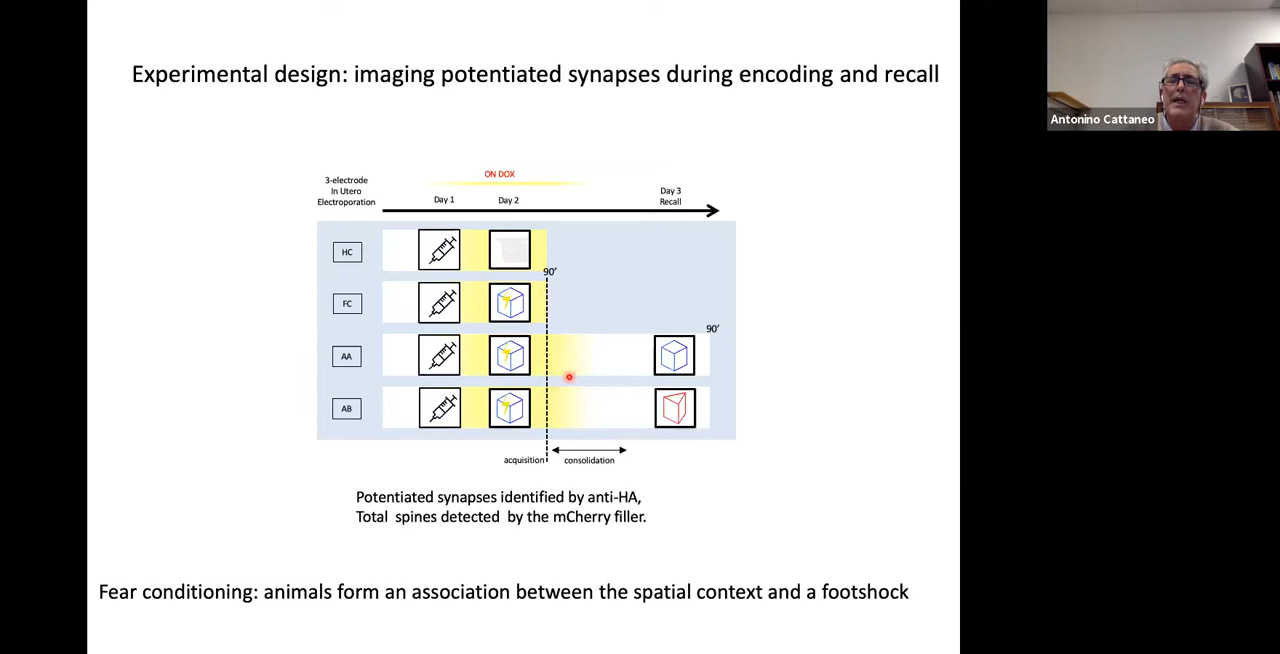 Experimental design: imaging potentiated synapses during encoding and recall
Antonino Cattaneo
3-electrode
In Utero
Electroporation
ON DOX
Day 1
Day 2
Day 3
Recall
HC
90’
FC
90’
AA
AB
acquisition
consolidation
Potentiated synapses identified by anti-HA,
Total spines detected by the mCherry filler.
Fear conditioning: animals form an association between the spatial context and a footshock